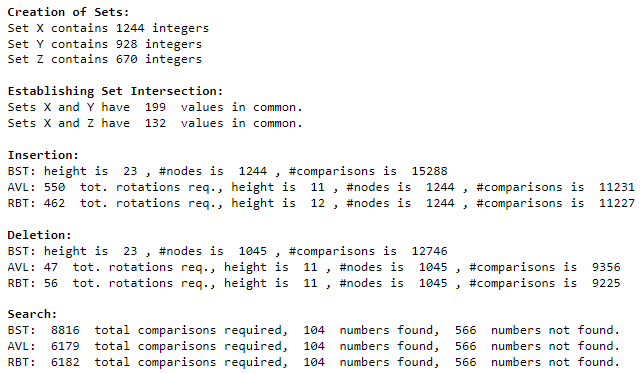 Creation of Sets:
Set X contains 1244 integers
Set Y contains 928 integers
Set Z contains 670 integers
Establishing Set Intersection:
Sets X and Y have  199  values in common.
Sets X and Z have  132  values in common.
Insertion:
BST: height is  23 , #nodes is  1244 , #comparisons is  15288
AVL: 550  tot. rotations req., height is  11 , #nodes is  1244 , #comparisons is  11231
RBT: 462  tot. rotations req., height is  12 , #nodes is  1244 , #comparisons is  11227
Deletion:
BST: height is  23 , #nodes is  1045 , #comparisons is  12746
AVL: 47  tot. rotations req., height is  11 , #nodes is  1045 , #comparisons is  9356
RBT: 56  tot. rotations req., height is  11 , #nodes is  1045 , #comparisons is  9225
Search:
BST:  8816  total comparisons required,  104  numbers found,  566  numbers not found.
AVL:  6179  total comparisons required,  104  numbers found,  566  numbers not found.
RBT:  6182  total comparisons required,  104  numbers found,  566  numbers not found.